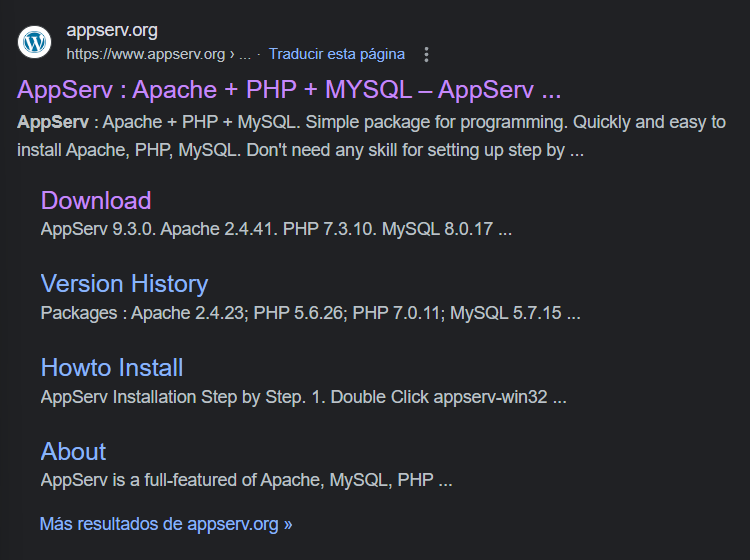 appserv.org
https://www.appserv.org › ... · Traducir esta página
AppServ : Apache + PHP + MYSQL – AppServ ...
AppServ : Apache + PHP + MySQL. Simple package for programming. Quickly and easy to
install Apache, PHP, MySQL. Don't need any skill for setting up step by ...
Download
AppServ 9.3.0. Apache 2.4.41. PHP 7.3.10. MySQL 8.0.17 ...
Version History
Packages : Apache 2.4.23; PHP 5.6.26; PHP 7.0.11; MySQL 5.7.15 ...
Howto Install
AppServ Installation Step by Step. 1. Double Click appserv-win32 ...
About
AppServ is a full-featured of Apache, MySQL, PHP ...
Más resultados de appserv.org »